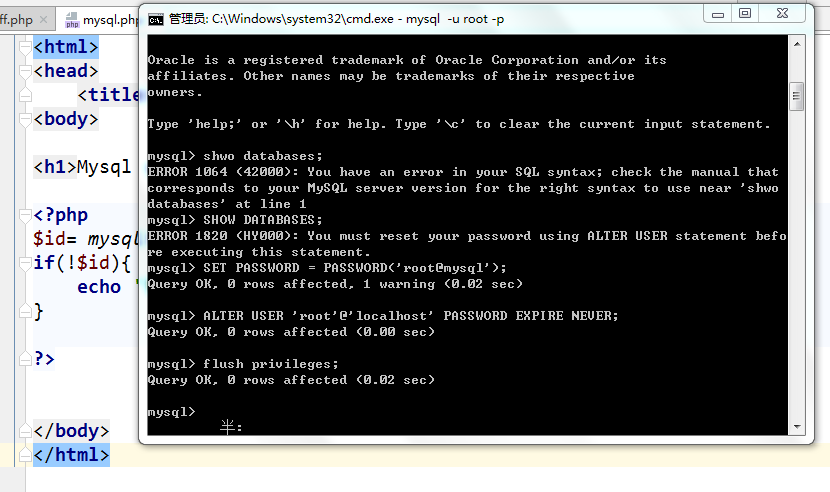 ff.php
mysql.php
管理员: C:\Windows\system32\cmd.exe - mysql  -u root -p
<html>
<head>
<title
<body>
<h1>Mysql
<?php
$id= mysql
if(!$id){
echo "
}
?>
</body>
</html>
Oracle is a registered trademark of Oracle Corporation and/or its
affiliates. Other names may be trademarks of their respective
owners.
Type 'help;' or '\h' for help. Type '\c' to clear the current input statement.
mysql> shwo databases;
ERROR 1064 (42000): You have an error in your SQL syntax; check the manual that
corresponds to your MySQL server version for the right syntax to use near 'shwo
databases' at line 1
mysql> SHOW DATABASES;
ERROR 1820 (HY000): You must reset your password using ALTER USER statement befo
re executing this statement.
mysql> SET PASSWORD = PASSWORD('root@mysql');
Query OK, 0 rows affected, 1 warning (0.02 sec)
mysql> ALTER USER 'root'@'localhost' PASSWORD EXPIRE NEVER;
Query OK, 0 rows affected (0.00 sec)
mysql> flush privileges;
Query OK, 0 rows affected (0.02 sec)
mysql>
半: